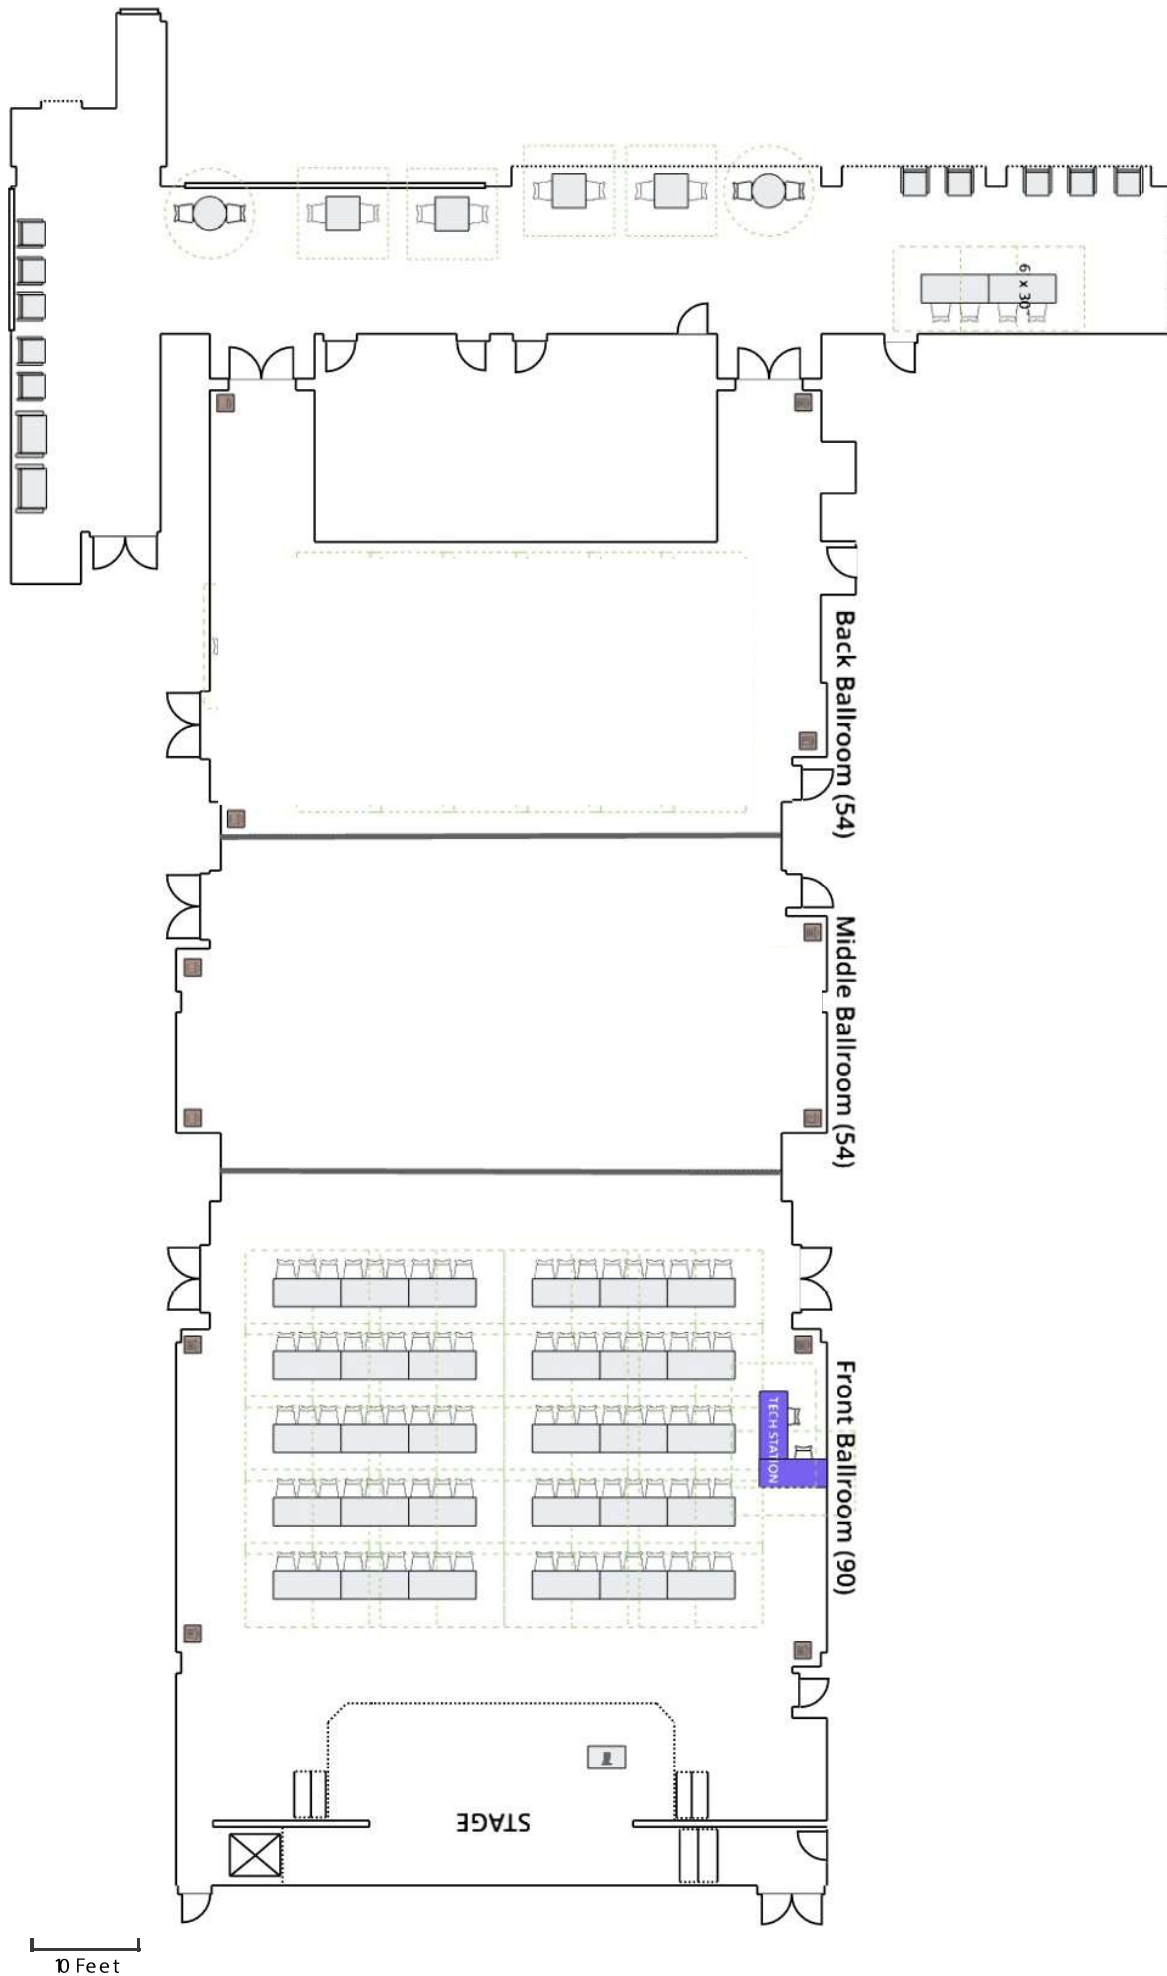 6 x 30"
Back Ballroom (54)
Middle Ballroom (54)
Front Ballroom (90)
TECH STATION
STAGE
10 Feet